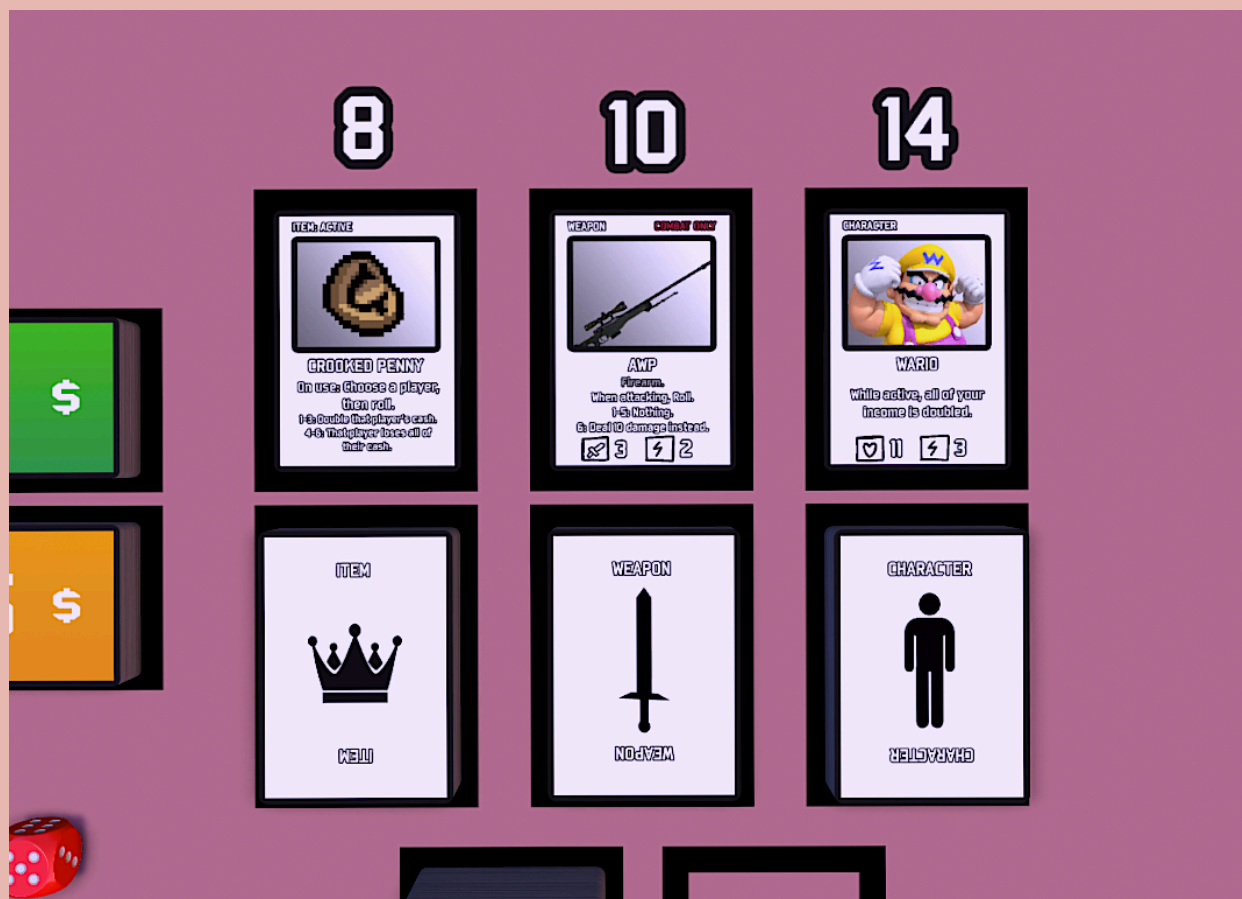 8
10
14
ITEM: ACTIVE
CROOKED PENNY
On use: Choose a player,
then roll.
1-3: Double that player's cash.
4-6: That player loses all of
their cash.
WEAPON
COMBAT ONLY
AWP
Firearm.
When attacking, Roll.
1-5: Nothing.
6: Deal 10 damage instead.
3
2
CHARACTER
W
Z
WARIO
While active, all of your
income is doubled.
11
3
$
$
ITEM
ITEM
WEAPON
WEAPON
CHARACTER
CHARACTER